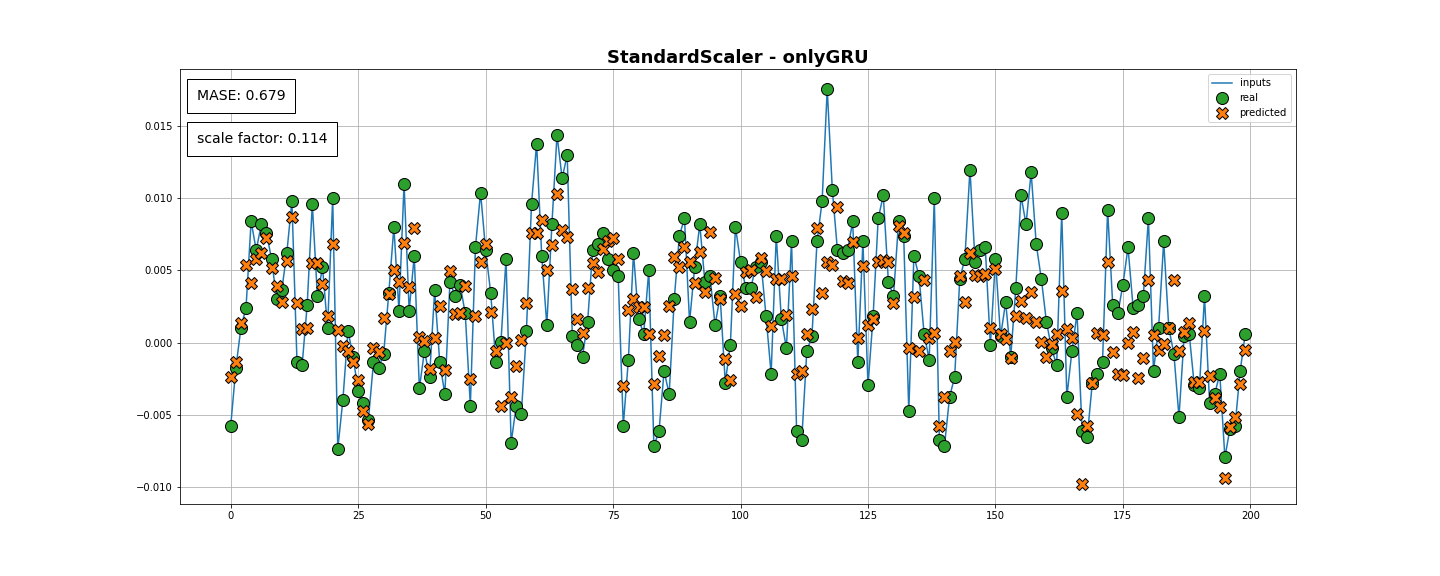 StandardScaler - onlyGRU
MASE: 0.679
scale factor: 0.114
inputs
real
predicted
0.015
0.010
0.005
0.000
−0.005
−0.010
0 25 50 75 100 125 150 175 200